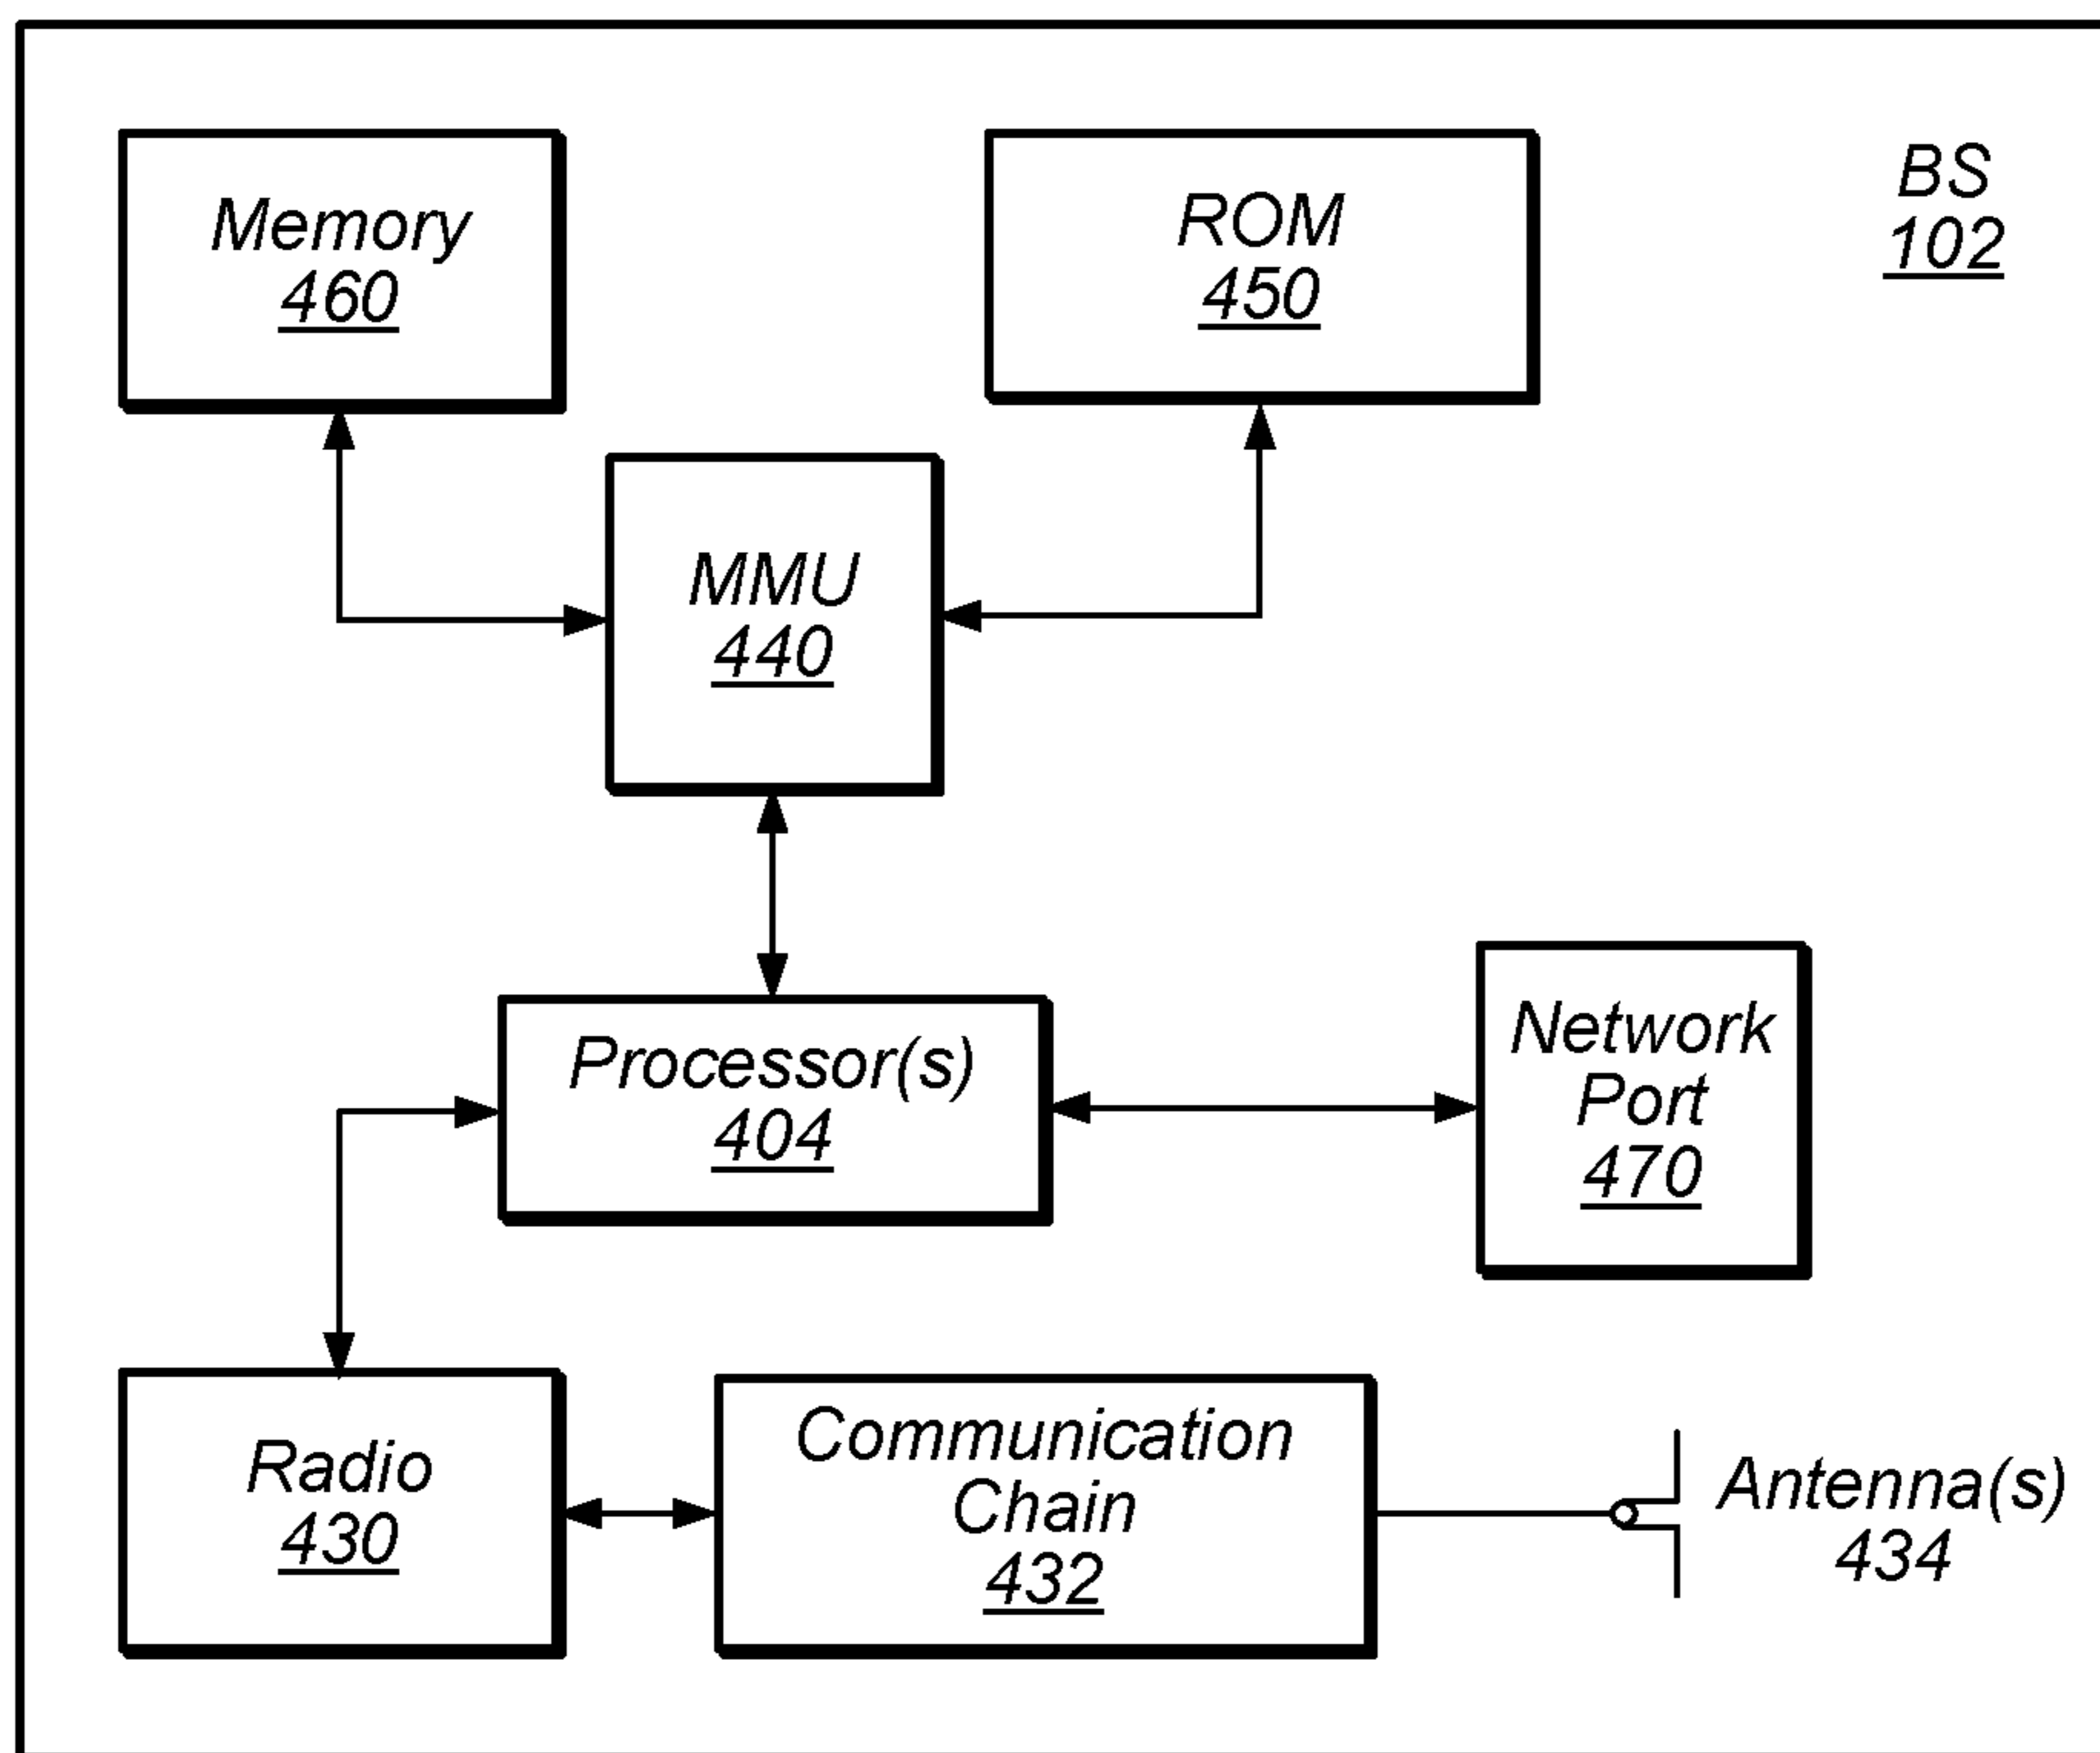 Memory
460
ROM
450
BS
102
MMU
440
Processor(s)
404
Network
Port
470
Radio
430
Communication
Chain
432
Antenna(s)
434